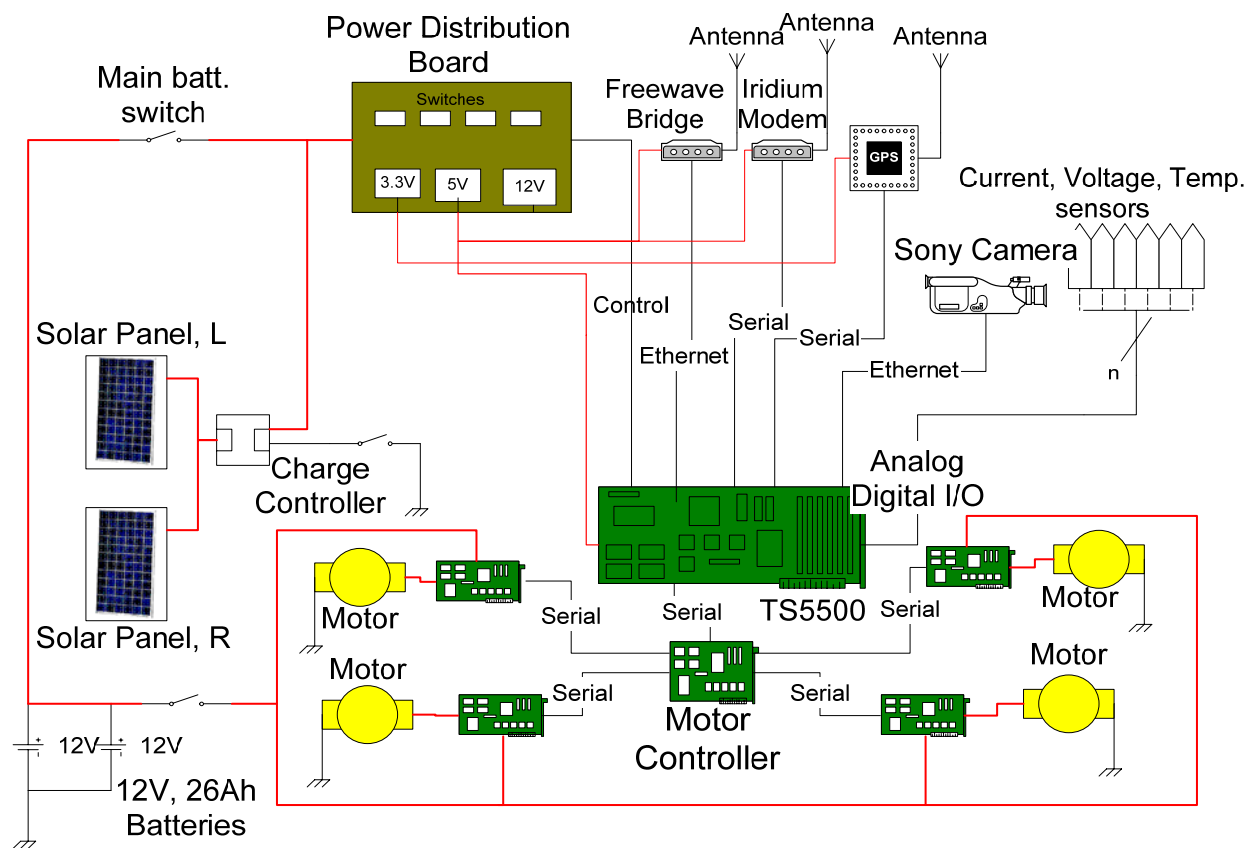 Power Distribution
Board
Antenna
Antenna
Antenna
Main batt.
switch
Freewave
Bridge
Iridium
Modem
Switches
GPS
3.3V
5V
12V
Current, Voltage, Temp.
sensors
Sony Camera
Control
Serial
Serial
Solar Panel, L
Ethernet
Ethernet
n
Charge
Controller
Analog
Digital I/O
Solar Panel, R
Motor
Serial
Serial
TS5500
Serial
Motor
Motor
Serial
Motor
Controller
Serial
Motor
12V
12V
12V, 26Ah
Batteries